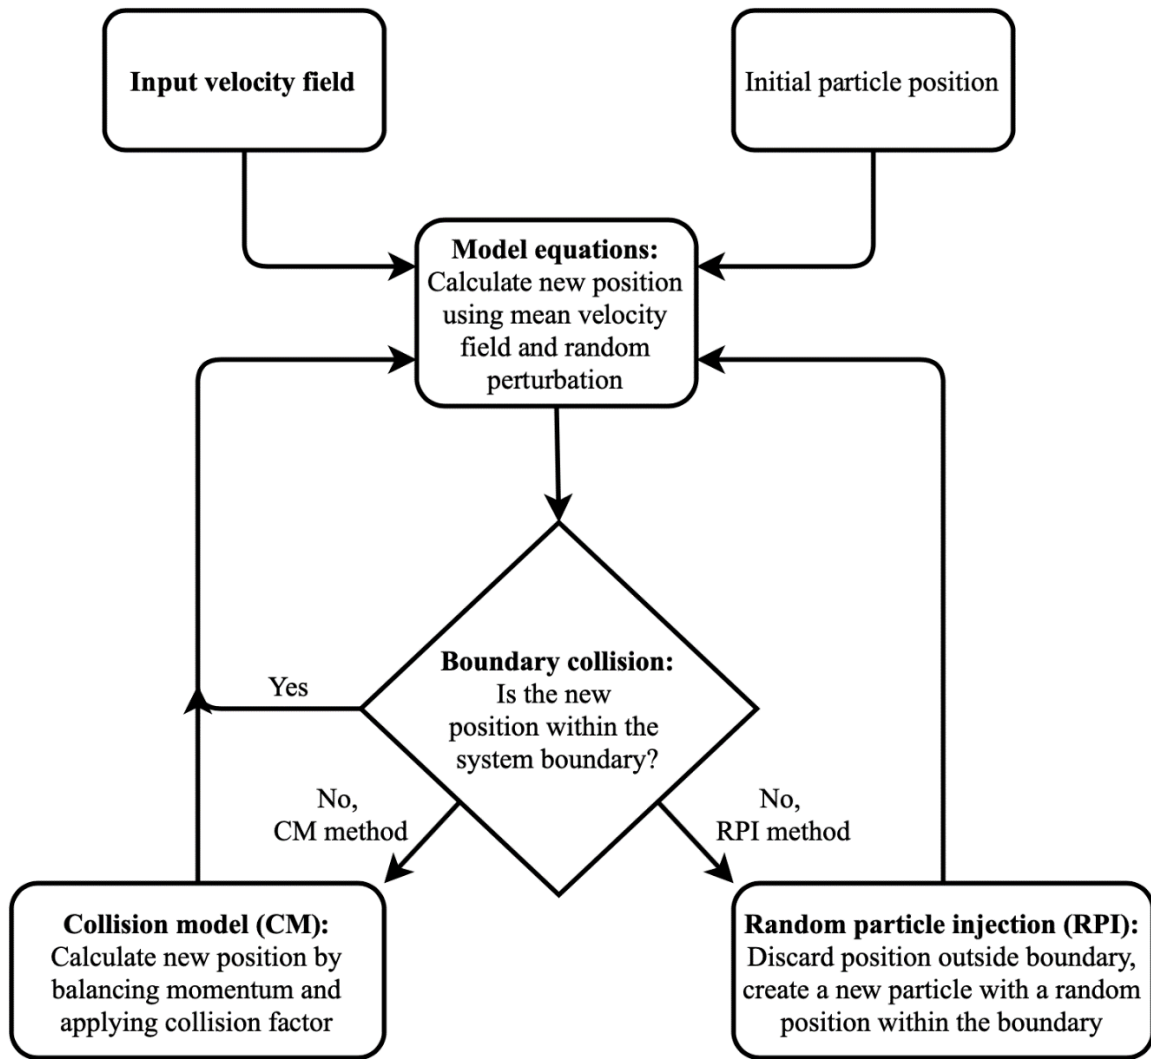 Input velocity field
Initial particle position
Model equations:
Calculate new position
using mean velocity
field and random
perturbation
Boundary collision:
Is the new
position within the
system boundary?
Yes
No,
CM method
No,
RPI method
Collision model (CM):
Calculate new position by
balancing momentum and
applying collision factor
Random particle injection (RPI):
Discard position outside boundary,
create a new particle with a random
position within the boundary